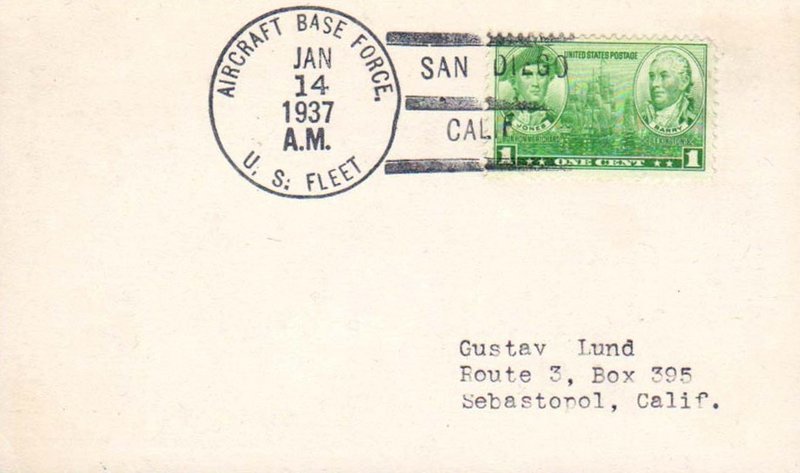 AIRCRAFT BASE FORCE.
JAN
14
1937
A.M.
U. S. FLEET
SAN DIEGO
CALIF
UNITED STATES POSTAGE
JONES
BARRY
1 ONE CENT 1
Gustav Lund
Route 3, Box 395
Sebastopol, Calif.